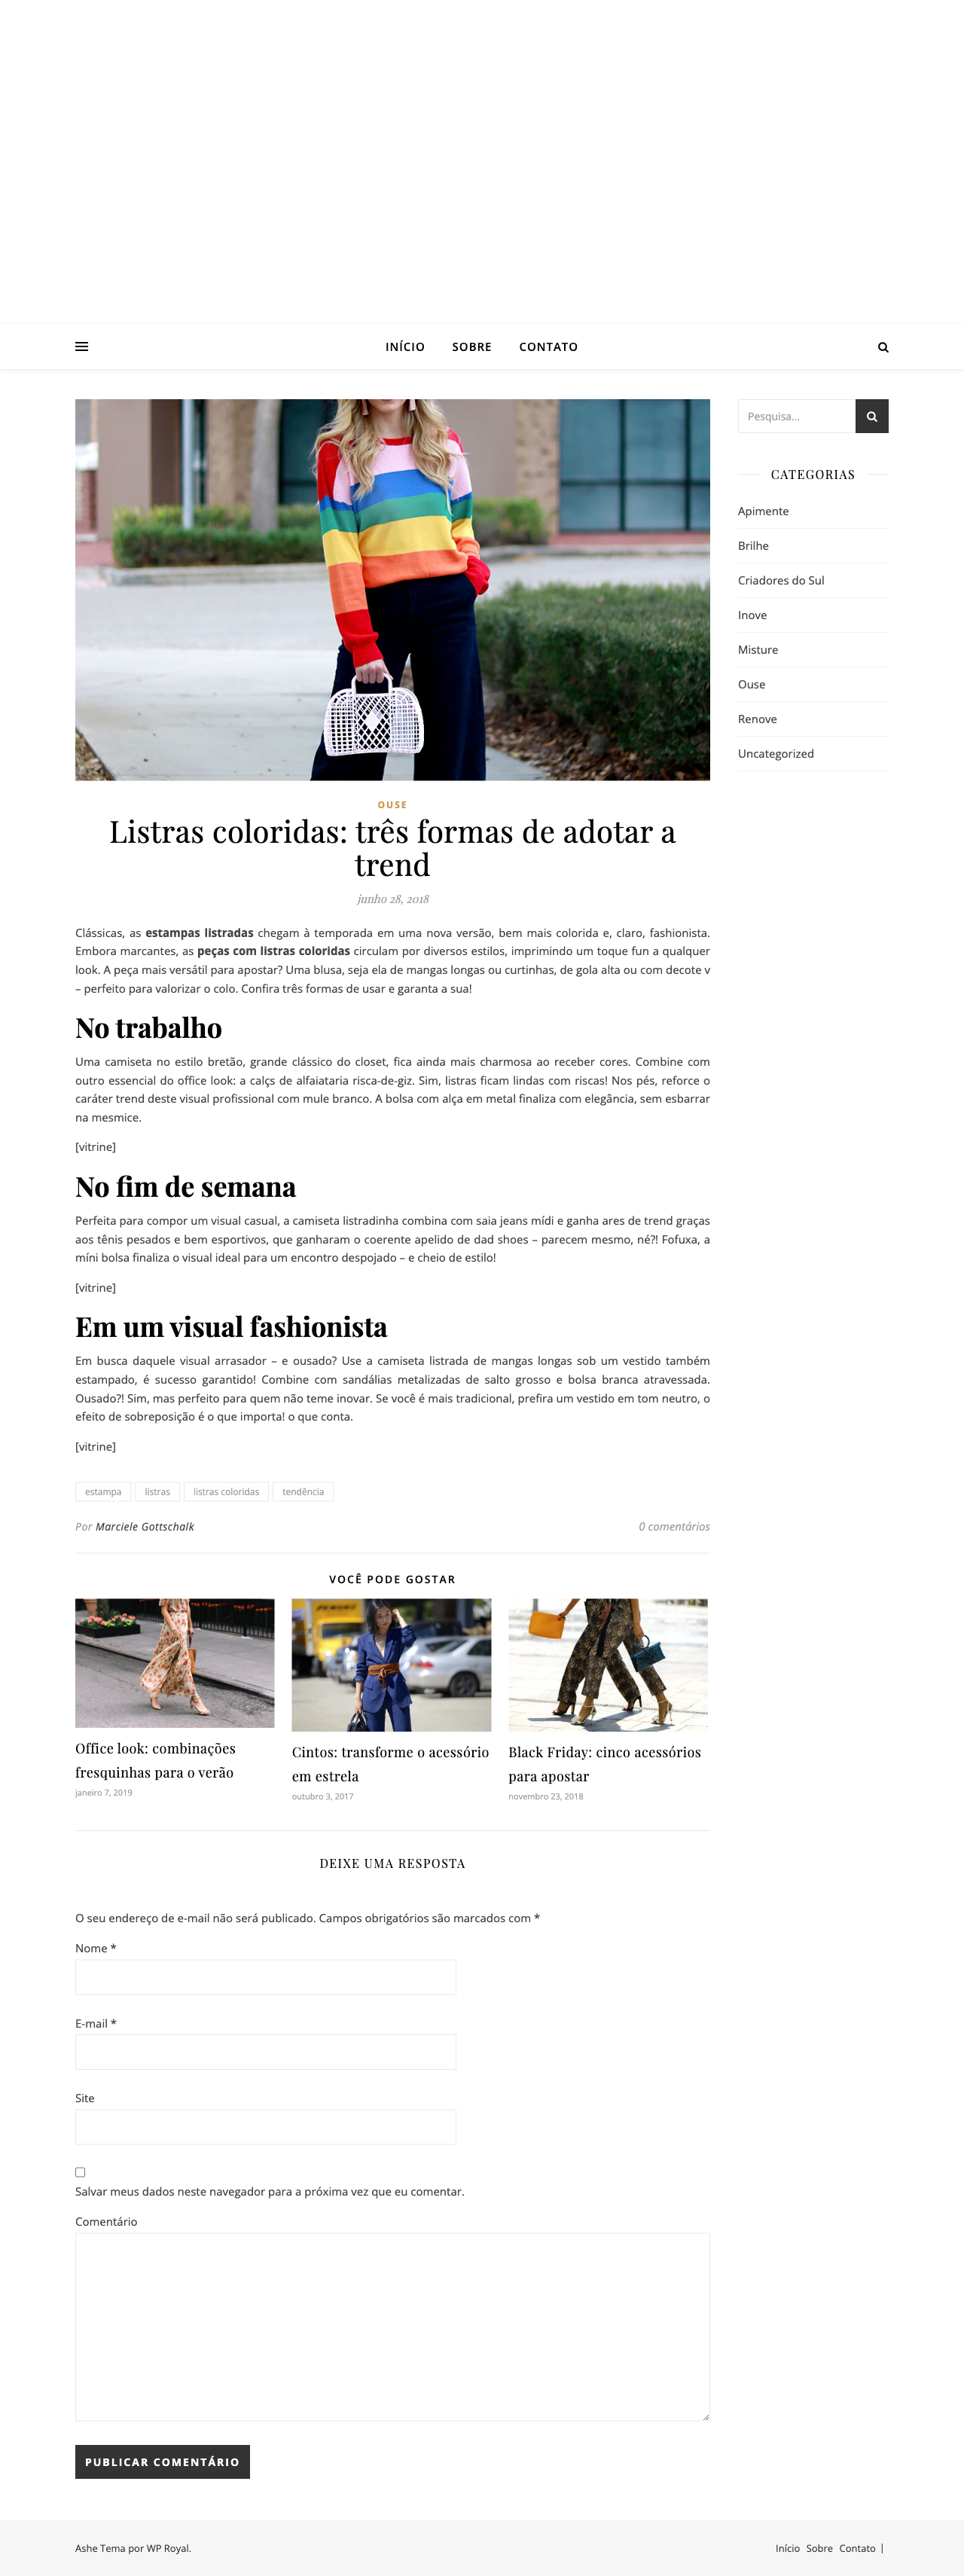 INÍCIO SOBRE CONTATO
Pesquisa...
CATEGORIAS
Apimente
Brilhe
Criadores do Sul
Inove
Misture
Ouse
Renove
Uncategorized
OUSE
Listras coloridas: três formas de adotar a
trend
junho 28, 2018
Clássicas, as estampas listradas chegam à temporada em uma nova versão, bem mais colorida e, claro, fashionista.
Embora marcantes, as peças com listras coloridas circulam por diversos estilos, imprimindo um toque fun a qualquer
look. A peça mais versátil para apostar? Uma blusa, seja ela de mangas longas ou curtinhas, de gola alta ou com decote v
– perfeito para valorizar o colo. Confira três formas de usar e garanta a sua!
No trabalho
Uma camiseta no estilo bretão, grande clássico do closet, fica ainda mais charmosa ao receber cores. Combine com
outro essencial do office look: a calçs de alfaiataria risca-de-giz. Sim, listras ficam lindas com riscas! Nos pés, reforce o
caráter trend deste visual profissional com mule branco. A bolsa com alça em metal finaliza com elegância, sem esbarrar
na mesmice.
[vitrine]
No fim de semana
Perfeita para compor um visual casual, a camiseta listradinha combina com saia jeans mídi e ganha ares de trend graças
aos tênis pesados e bem esportivos, que ganharam o coerente apelido de dad shoes – parecem mesmo, né?! Fofuxa, a
míni bolsa finaliza o visual ideal para um encontro despojado – e cheio de estilo!
[vitrine]
Em um visual fashionista
Em busca daquele visual arrasador – e ousado? Use a camiseta listrada de mangas longas sob um vestido também
estampado, é sucesso garantido! Combine com sandálias metalizadas de salto grosso e bolsa branca atravessada.
Ousado?! Sim, mas perfeito para quem não teme inovar. Se você é mais tradicional, prefira um vestido em tom neutro, o
efeito de sobreposição é o que importa! o que conta.
[vitrine]
estampa listras listras coloridas tendência
Por Marciele Gottschalk 0 comentários
VOCÊ PODE GOSTAR
Office look: combinações
fresquinhas para o verão
janeiro 7, 2019
Cintos: transforme o acessório
em estrela
outubro 3, 2017
Black Friday: cinco acessórios
para apostar
novembro 23, 2018
DEIXE UMA RESPOSTA
O seu endereço de e-mail não será publicado. Campos obrigatórios são marcados com *
Nome *
E-mail *
Site
Salvar meus dados neste navegador para a próxima vez que eu comentar.
Comentário
PUBLICAR COMENTÁRIO
Ashe Tema por WP Royal. Início Sobre Contato |